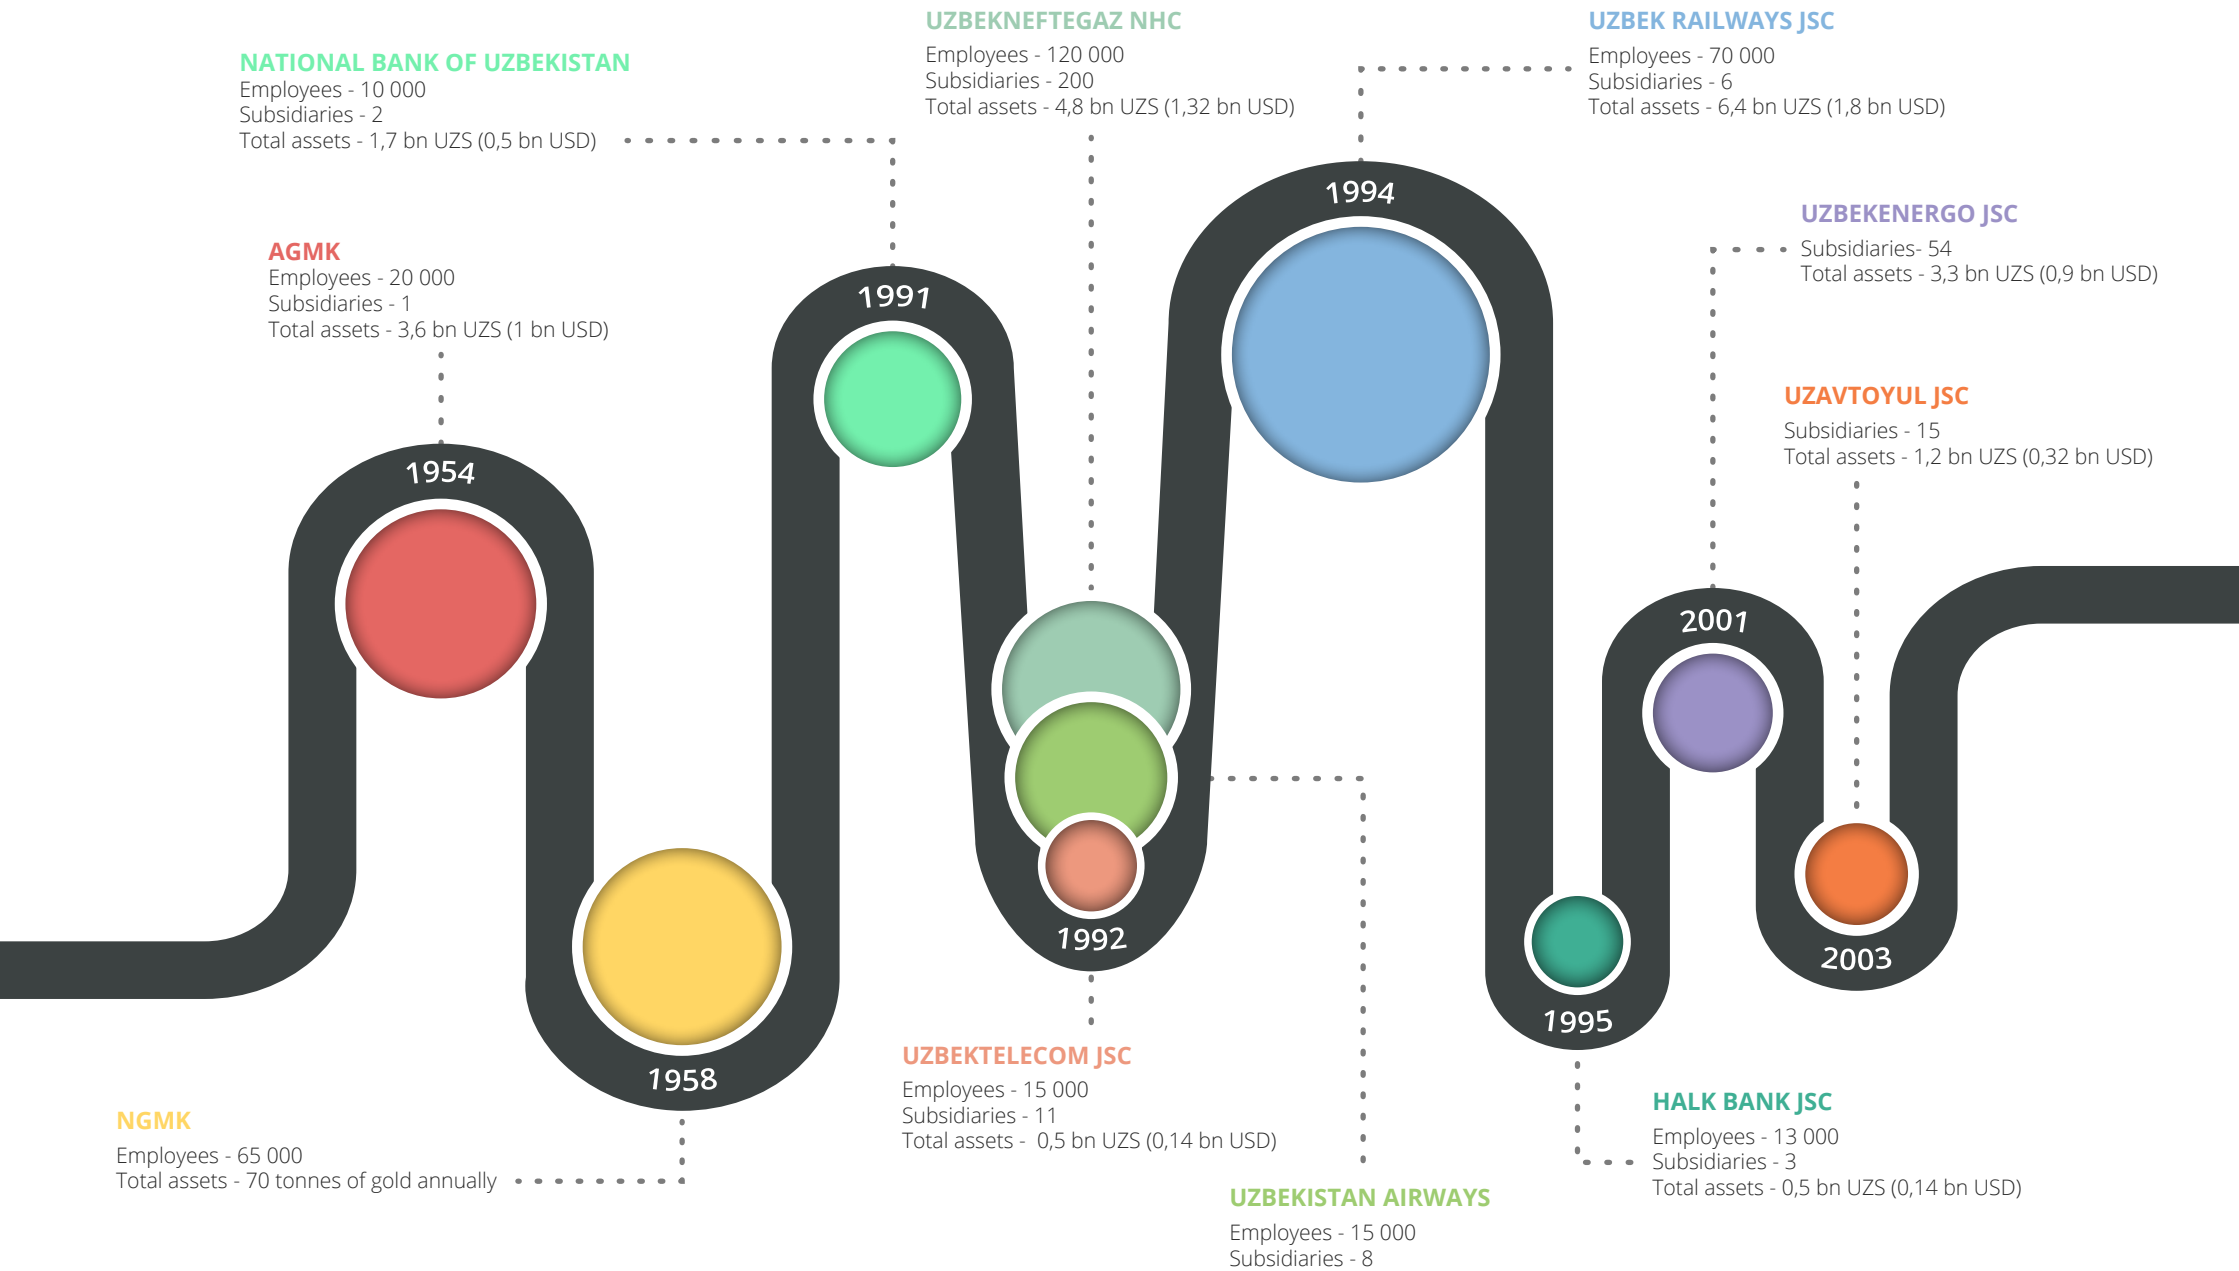 NATIONAL BANK OF UZBEKISTAN
Employees - 10 000
Subsidiaries - 2
Total assets - 1,7 bn UZS (0,5 bn USD)
UZBEKNEFTEGAZ NHC
Employees - 120 000
Subsidiaries - 200
Total assets - 4,8 bn UZS (1,32 bn USD)
UZBEK RAILWAYS JSC
Employees - 70 000
Subsidiaries - 6
Total assets - 6,4 bn UZS (1,8 bn USD)
AGMK
Employees - 20 000
Subsidiaries - 1
Total assets - 3,6 bn UZS (1 bn USD)
UZBEKENERGO JSC
Subsidiaries- 54
Total assets - 3,3 bn UZS (0,9 bn USD)
UZAVTOYUL JSC
Subsidiaries - 15
Total assets - 1,2 bn UZS (0,32 bn USD)
1954
1958
1991
1992
1994
1995
2001
2003
NGMK
Employees - 65 000
Total assets - 70 tonnes of gold annually
UZBEKTELECOM JSC
Employees - 15 000
Subsidiaries - 11
Total assets -  0,5 bn UZS (0,14 bn USD)
UZBEKISTAN AIRWAYS
Employees - 15 000
Subsidiaries - 8
HALK BANK JSC
Employees - 13 000
Subsidiaries - 3
Total assets - 0,5 bn UZS (0,14 bn USD)